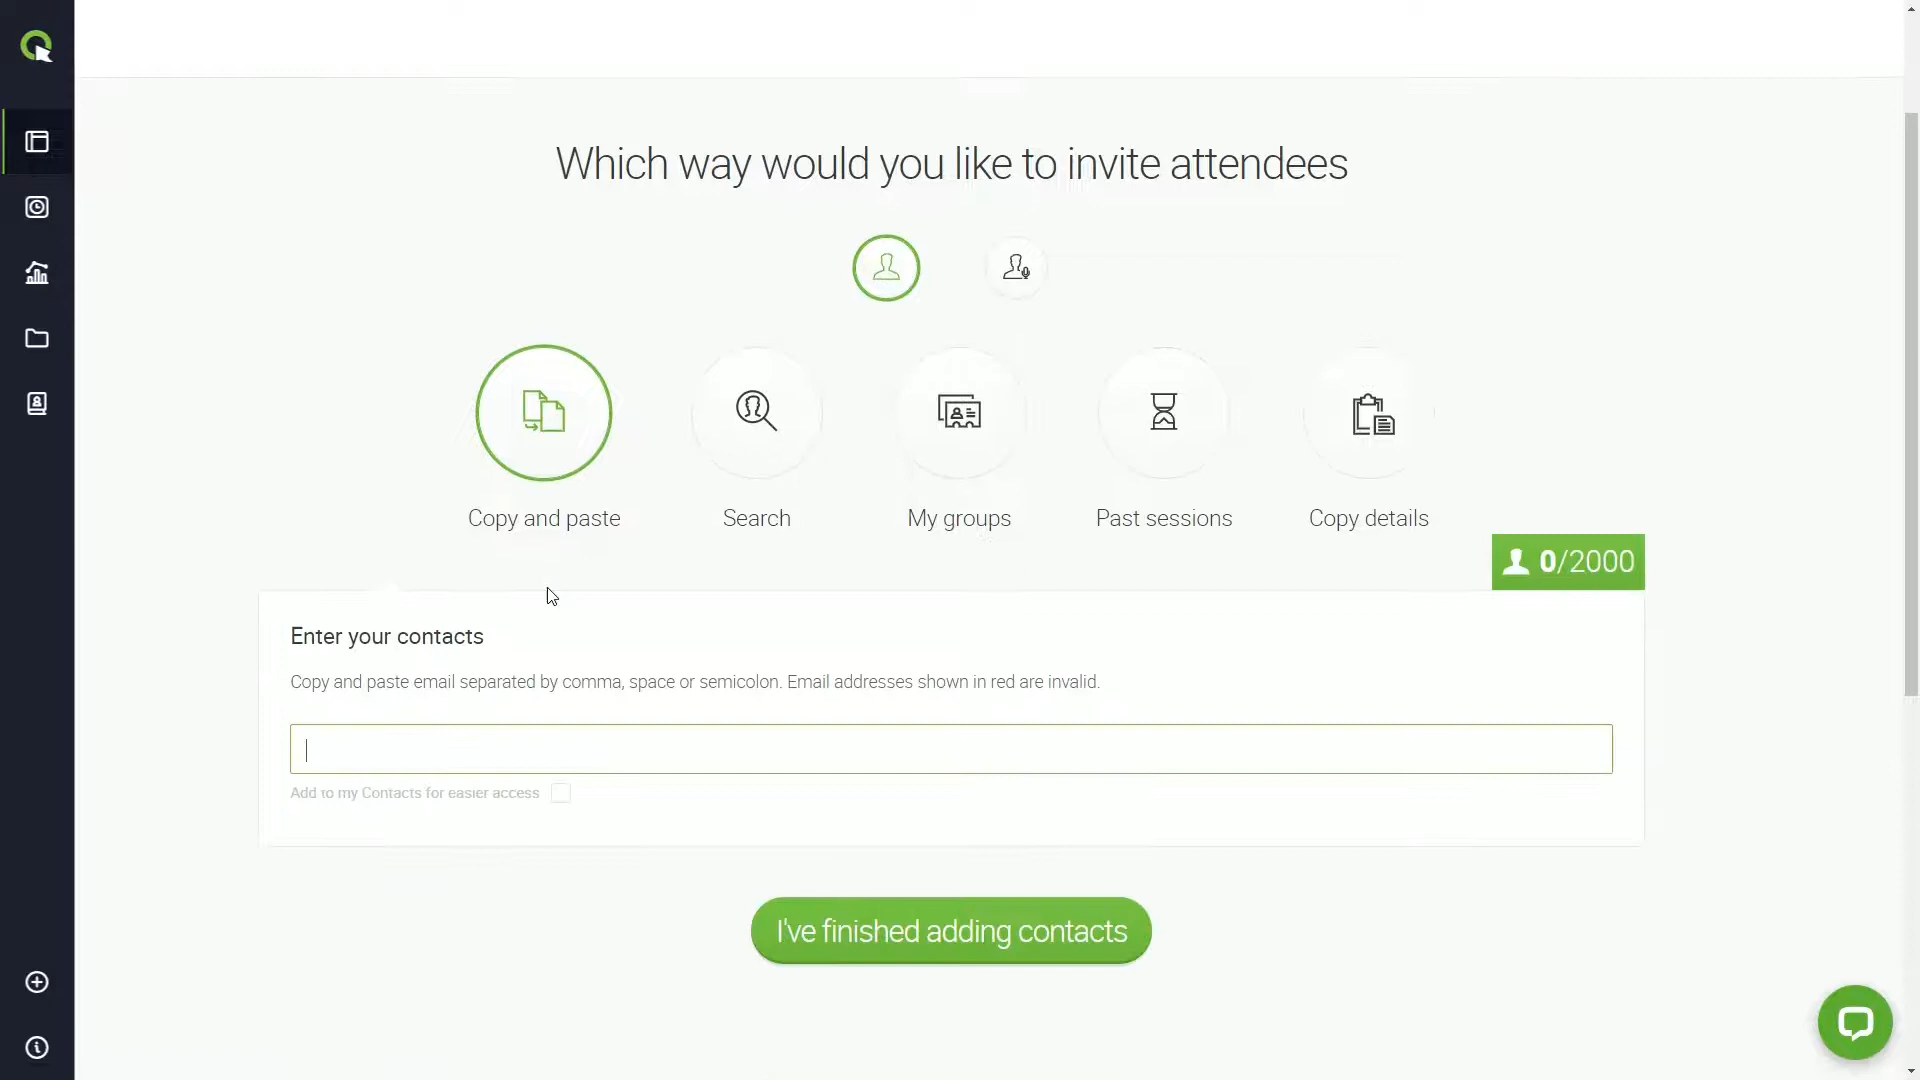 Which way would you like to invite attendees
Copy and paste
Search
My groups
Past sessions
Copy details
0/2000
Enter your contacts
Copy and paste email separated by comma, space or semicolon. Email addresses shown in red are invalid.
Add to my Contacts for easier access
I've finished adding contacts